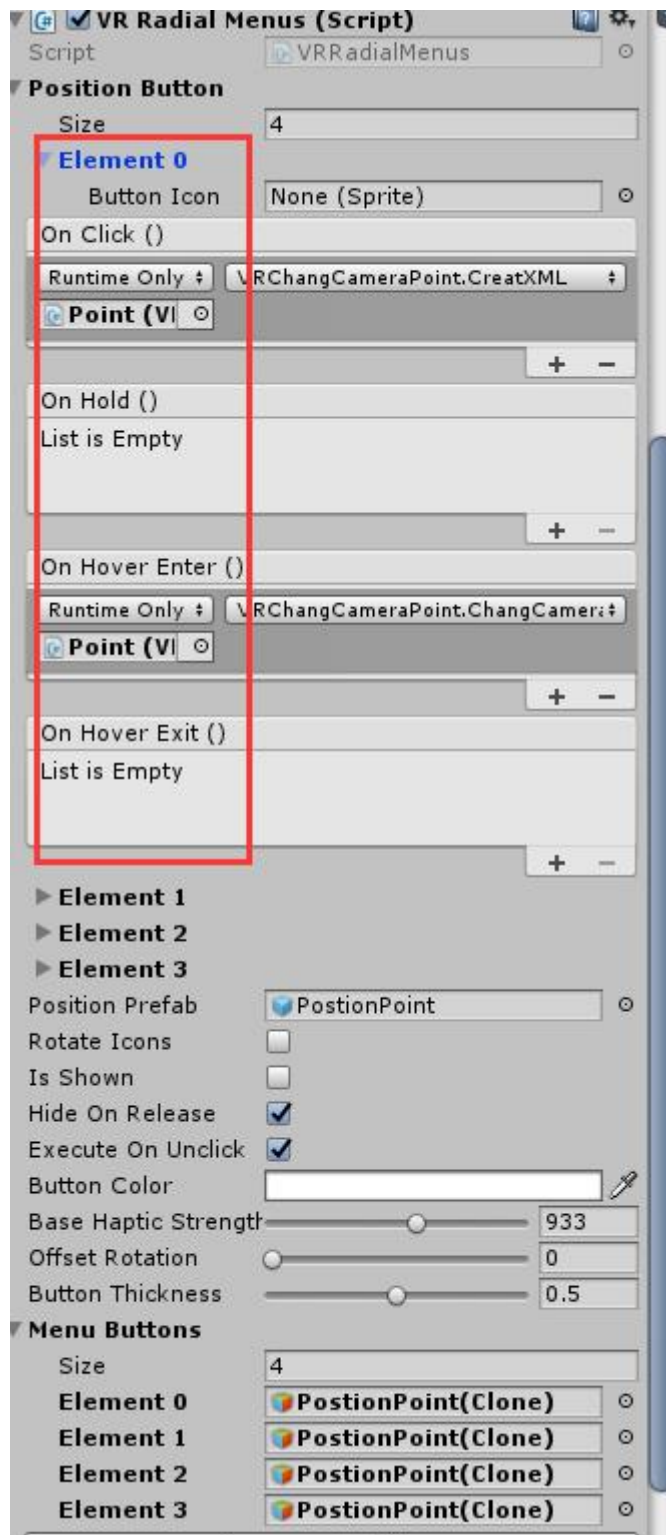 VR Radial Menus (Script)
Script VRRadialMenus
Position Button
Size 4
Element 0
Button Icon None (Sprite)
On Click ()
Runtime Only VRChangCameraPoint.CreatXML
Point (VI
On Hold ()
List is Empty
+ −
On Hover Enter ()
Runtime Only VRChangCameraPoint.ChangCamera
Point (VI
+ −
On Hover Exit ()
List is Empty
+ −
Element 1
Element 2
Element 3
Position Prefab PostionPoint
Rotate Icons
Is Shown
Hide On Release
Execute On Unclick
Button Color
Base Haptic Strength 933
Offset Rotation 0
Button Thickness 0.5
Menu Buttons
Size 4
Element 0 PostionPoint(Clone)
Element 1 PostionPoint(Clone)
Element 2 PostionPoint(Clone)
Element 3 PostionPoint(Clone)